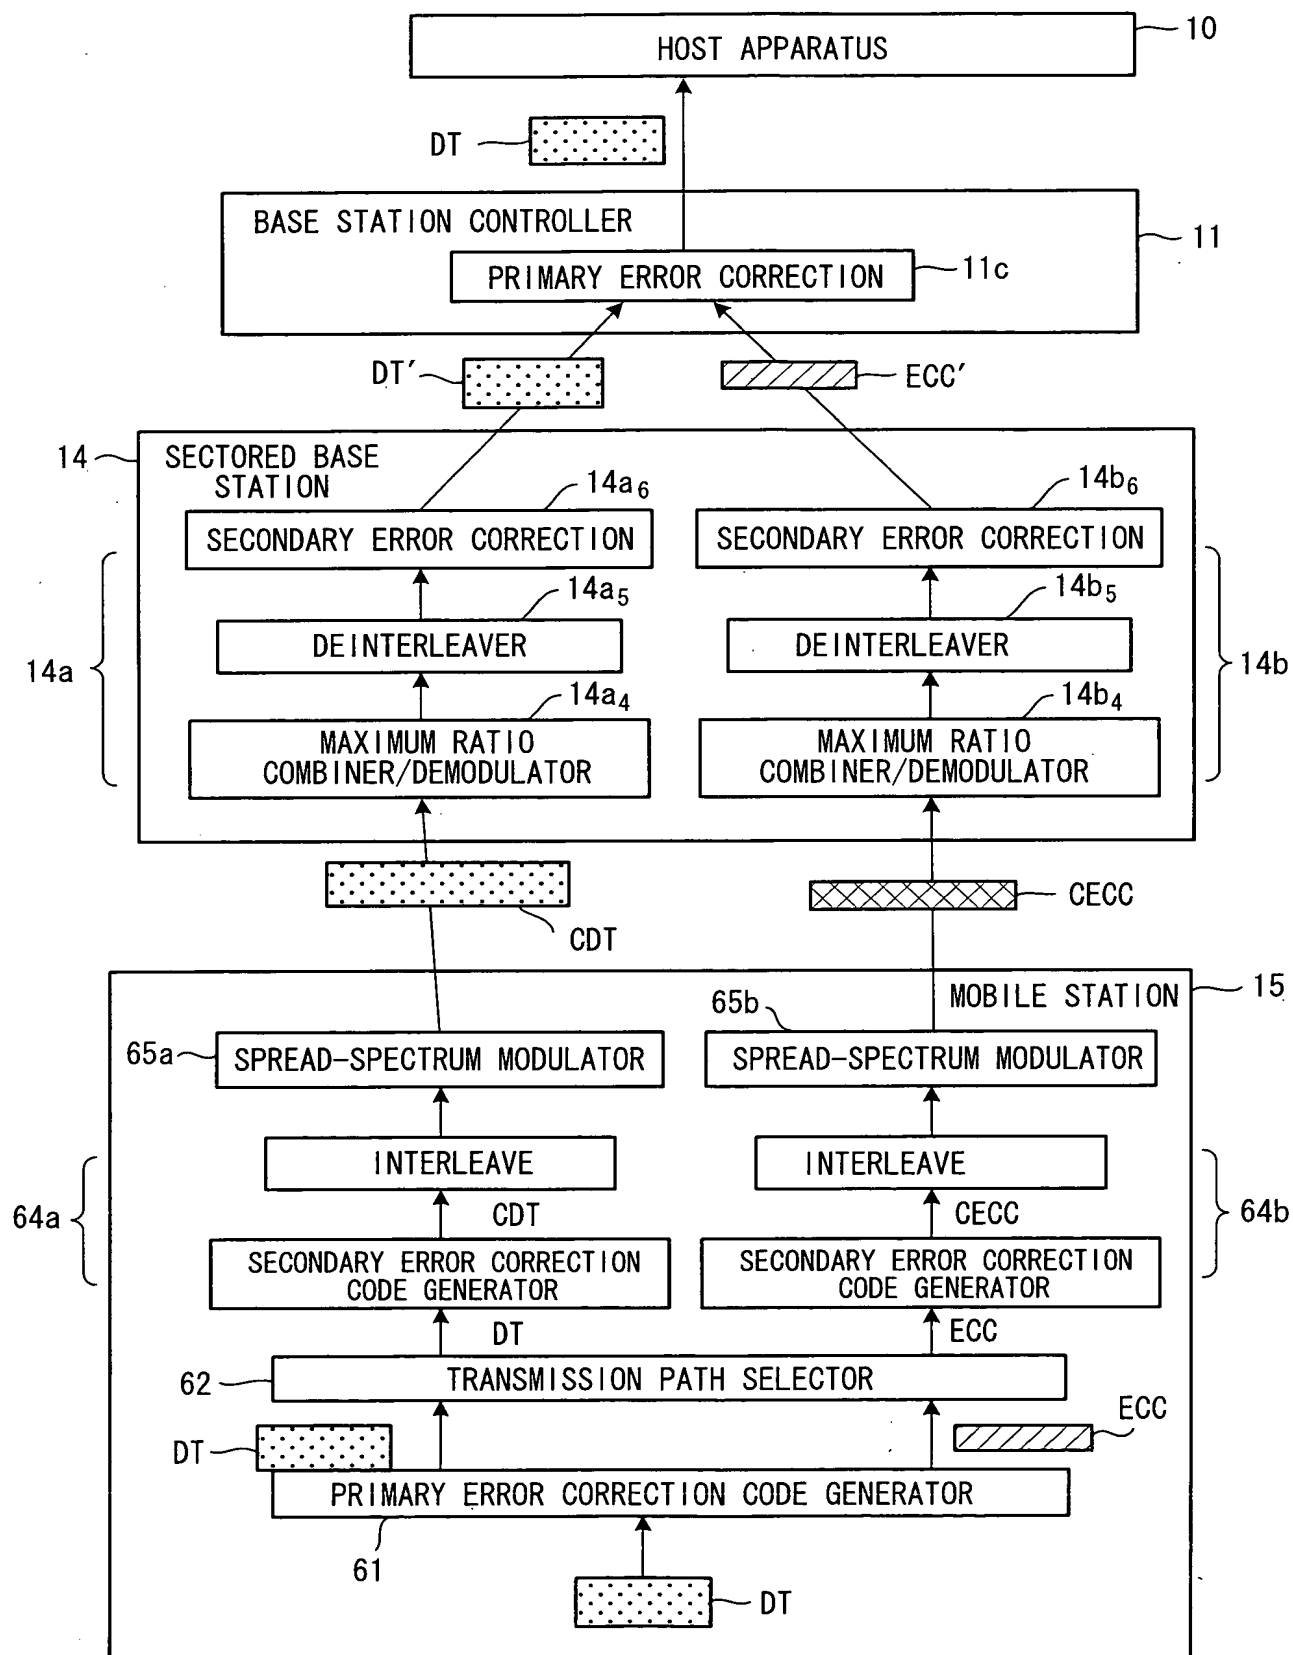 HOST APPARATUS
10
DT
BASE STATION CONTROLLER
11
PRIMARY ERROR CORRECTION
11c
DT′
ECC′
14
SECTORED BASE
STATION
14a6
14b6
SECONDARY ERROR CORRECTION
SECONDARY ERROR CORRECTION
14a5
14b5
DEINTERLEAVER
DEINTERLEAVER
14a
14b
14a4
14b4
MAXIMUM RATIO
COMBINER/DEMODULATOR
MAXIMUM RATIO
COMBINER/DEMODULATOR
CDT
CECC
MOBILE STATION
15
65a
65b
SPREAD-SPECTRUM MODULATOR
SPREAD-SPECTRUM MODULATOR
INTERLEAVE
INTERLEAVE
64a
64b
CDT
CECC
SECONDARY ERROR CORRECTION
CODE GENERATOR
SECONDARY ERROR CORRECTION
CODE GENERATOR
DT
ECC
62
TRANSMISSION PATH SELECTOR
DT
ECC
PRIMARY ERROR CORRECTION CODE GENERATOR
61
DT